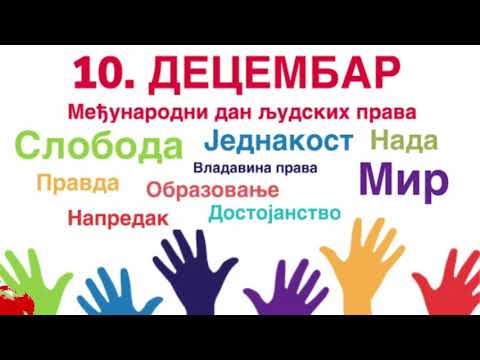 10. ДЕЦЕМБАР
Међународни дан људских права
Слобода
Једнакост
Нада
Владавина права
Правда
Образовање
Мир
Напредак
Достојанство